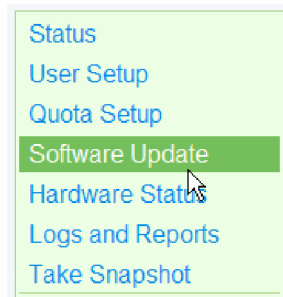 Status
User Setup
Quota Setup
Software Update
Hardware Status
Logs and Reports
Take Snapshot